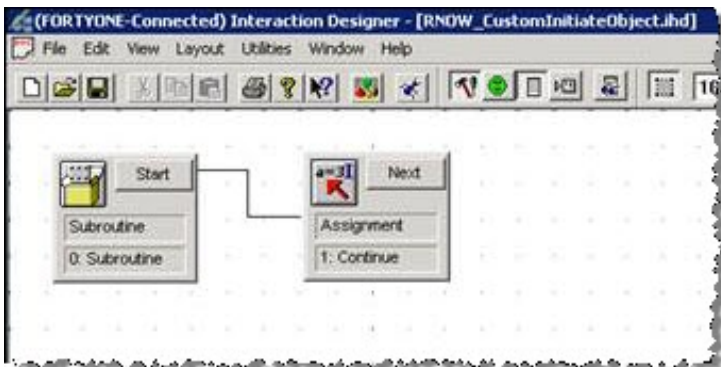 (FORTYONE-Connected) Interaction Designer - [RNOW_CustomInitiateObject.ihd]
File Edit View Layout Utilities Window Help
16
Start
Subroutine
0: Subroutine
a=3
Next
Assignment
1: Continue